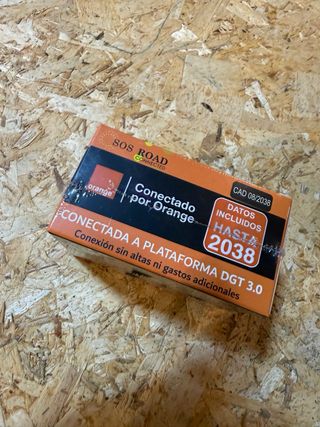 SOS ROAD
CONNECTED
CAD 08/2038
orange
Conectado
por Orange
DATOS
INCLUIDOS
HASTA
2038
CONECTADA A PLATAFORMA DGT 3.0
Conexión sin altas ni gastos adicionales